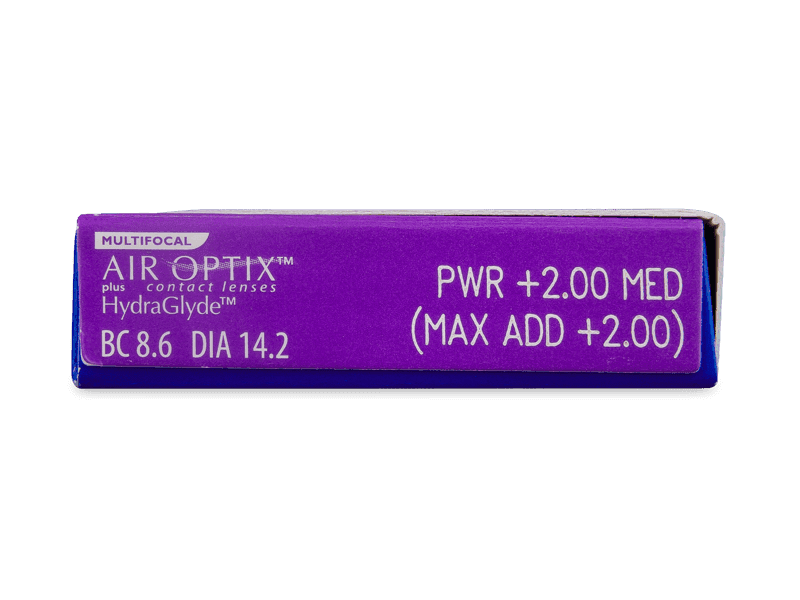 MULTIFOCAL
AIR OPTIX™
plus contact lenses
HydraGlyde™
BC 8.6 DIA 14.2
PWR +2.00 MED
(MAX ADD +2.00)